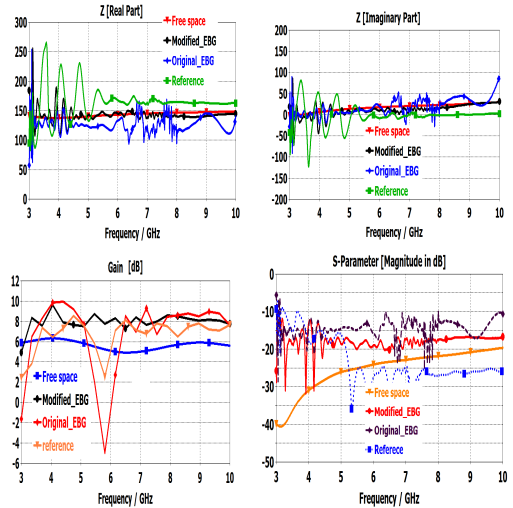 Z [Real Part]
300
250
200
150
100
50
0
3 4 5 6 7 8 9 10
Frequency / GHz
Free space
Modified_EBG
Original_EBG
Reference
Z [Imaginary Part]
200
150
100
50
0
-50
-100
-150
-200
3 4 5 6 7 8 9 10
Frequency / GHz
Free space
Modified_EBG
Original_EBG
Reference
Gain [dB]
12
10
8
6
4
2
0
-2
-4
-6
3 4 5 6 7 8 9 10
Frequency / GHz
Free space
Modified_EBG
Original_EBG
reference
S-Parameter [Magnitude in dB]
0
-10
-20
-30
-40
-50
3 4 5 6 7 8 9 10
Frequency / GHz
Free space
Modified_EBG
Original_EBG
Referece